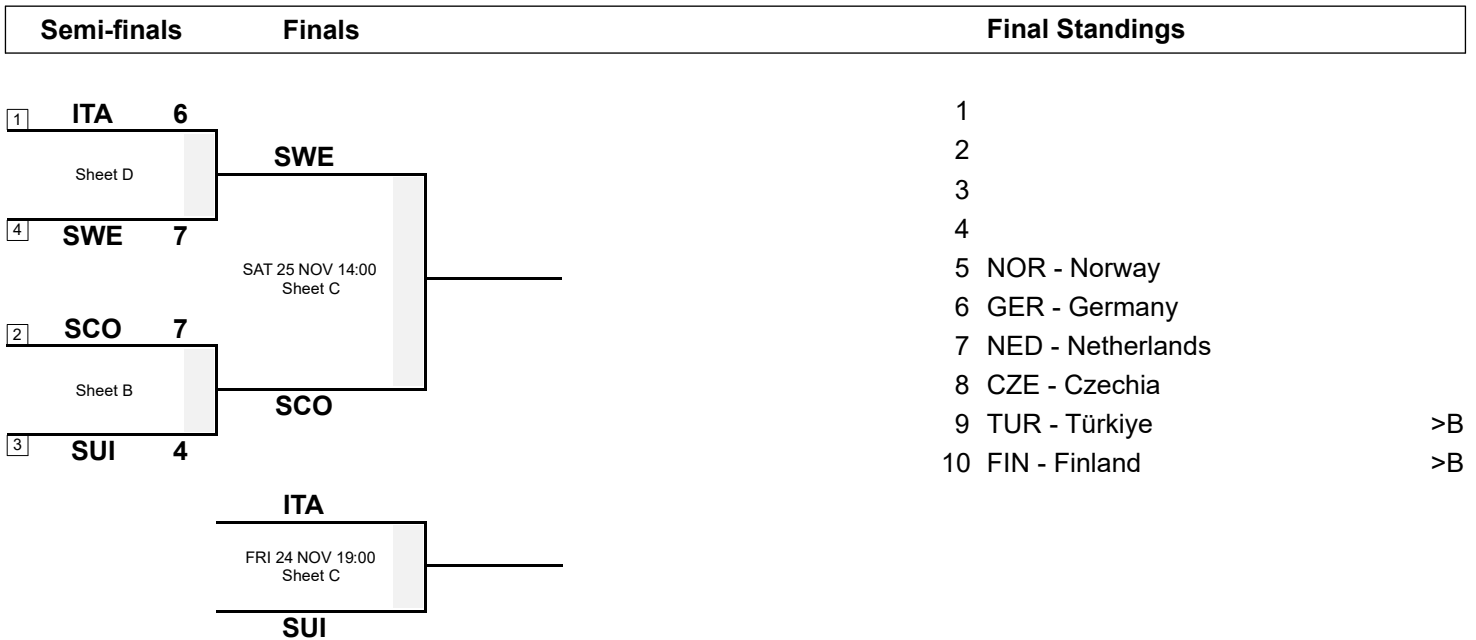 Semi-finals Finals Final Standings
1 ITA 6
Sheet D
4 SWE 7
SWE
SAT 25 NOV 14:00
Sheet C
SCO
2 SCO 7
Sheet B
3 SUI 4
ITA
FRI 24 NOV 19:00
Sheet C
SUI
1
2
3
4
5 NOR - Norway
6 GER - Germany
7 NED - Netherlands
8 CZE - Czechia
9 TUR - Türkiye >B
10 FIN - Finland >B